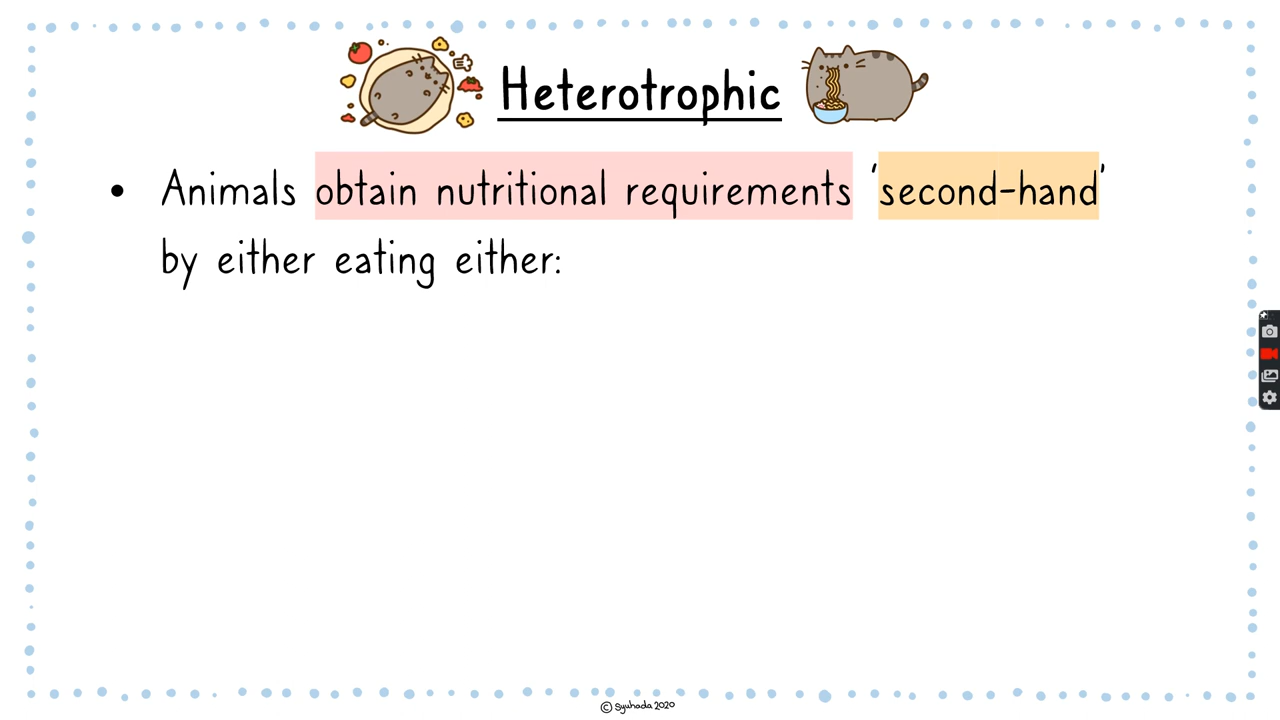 Heterotrophic
• Animals obtain nutritional requirements 'second-hand'
by either eating either:
© Syuhada 2020